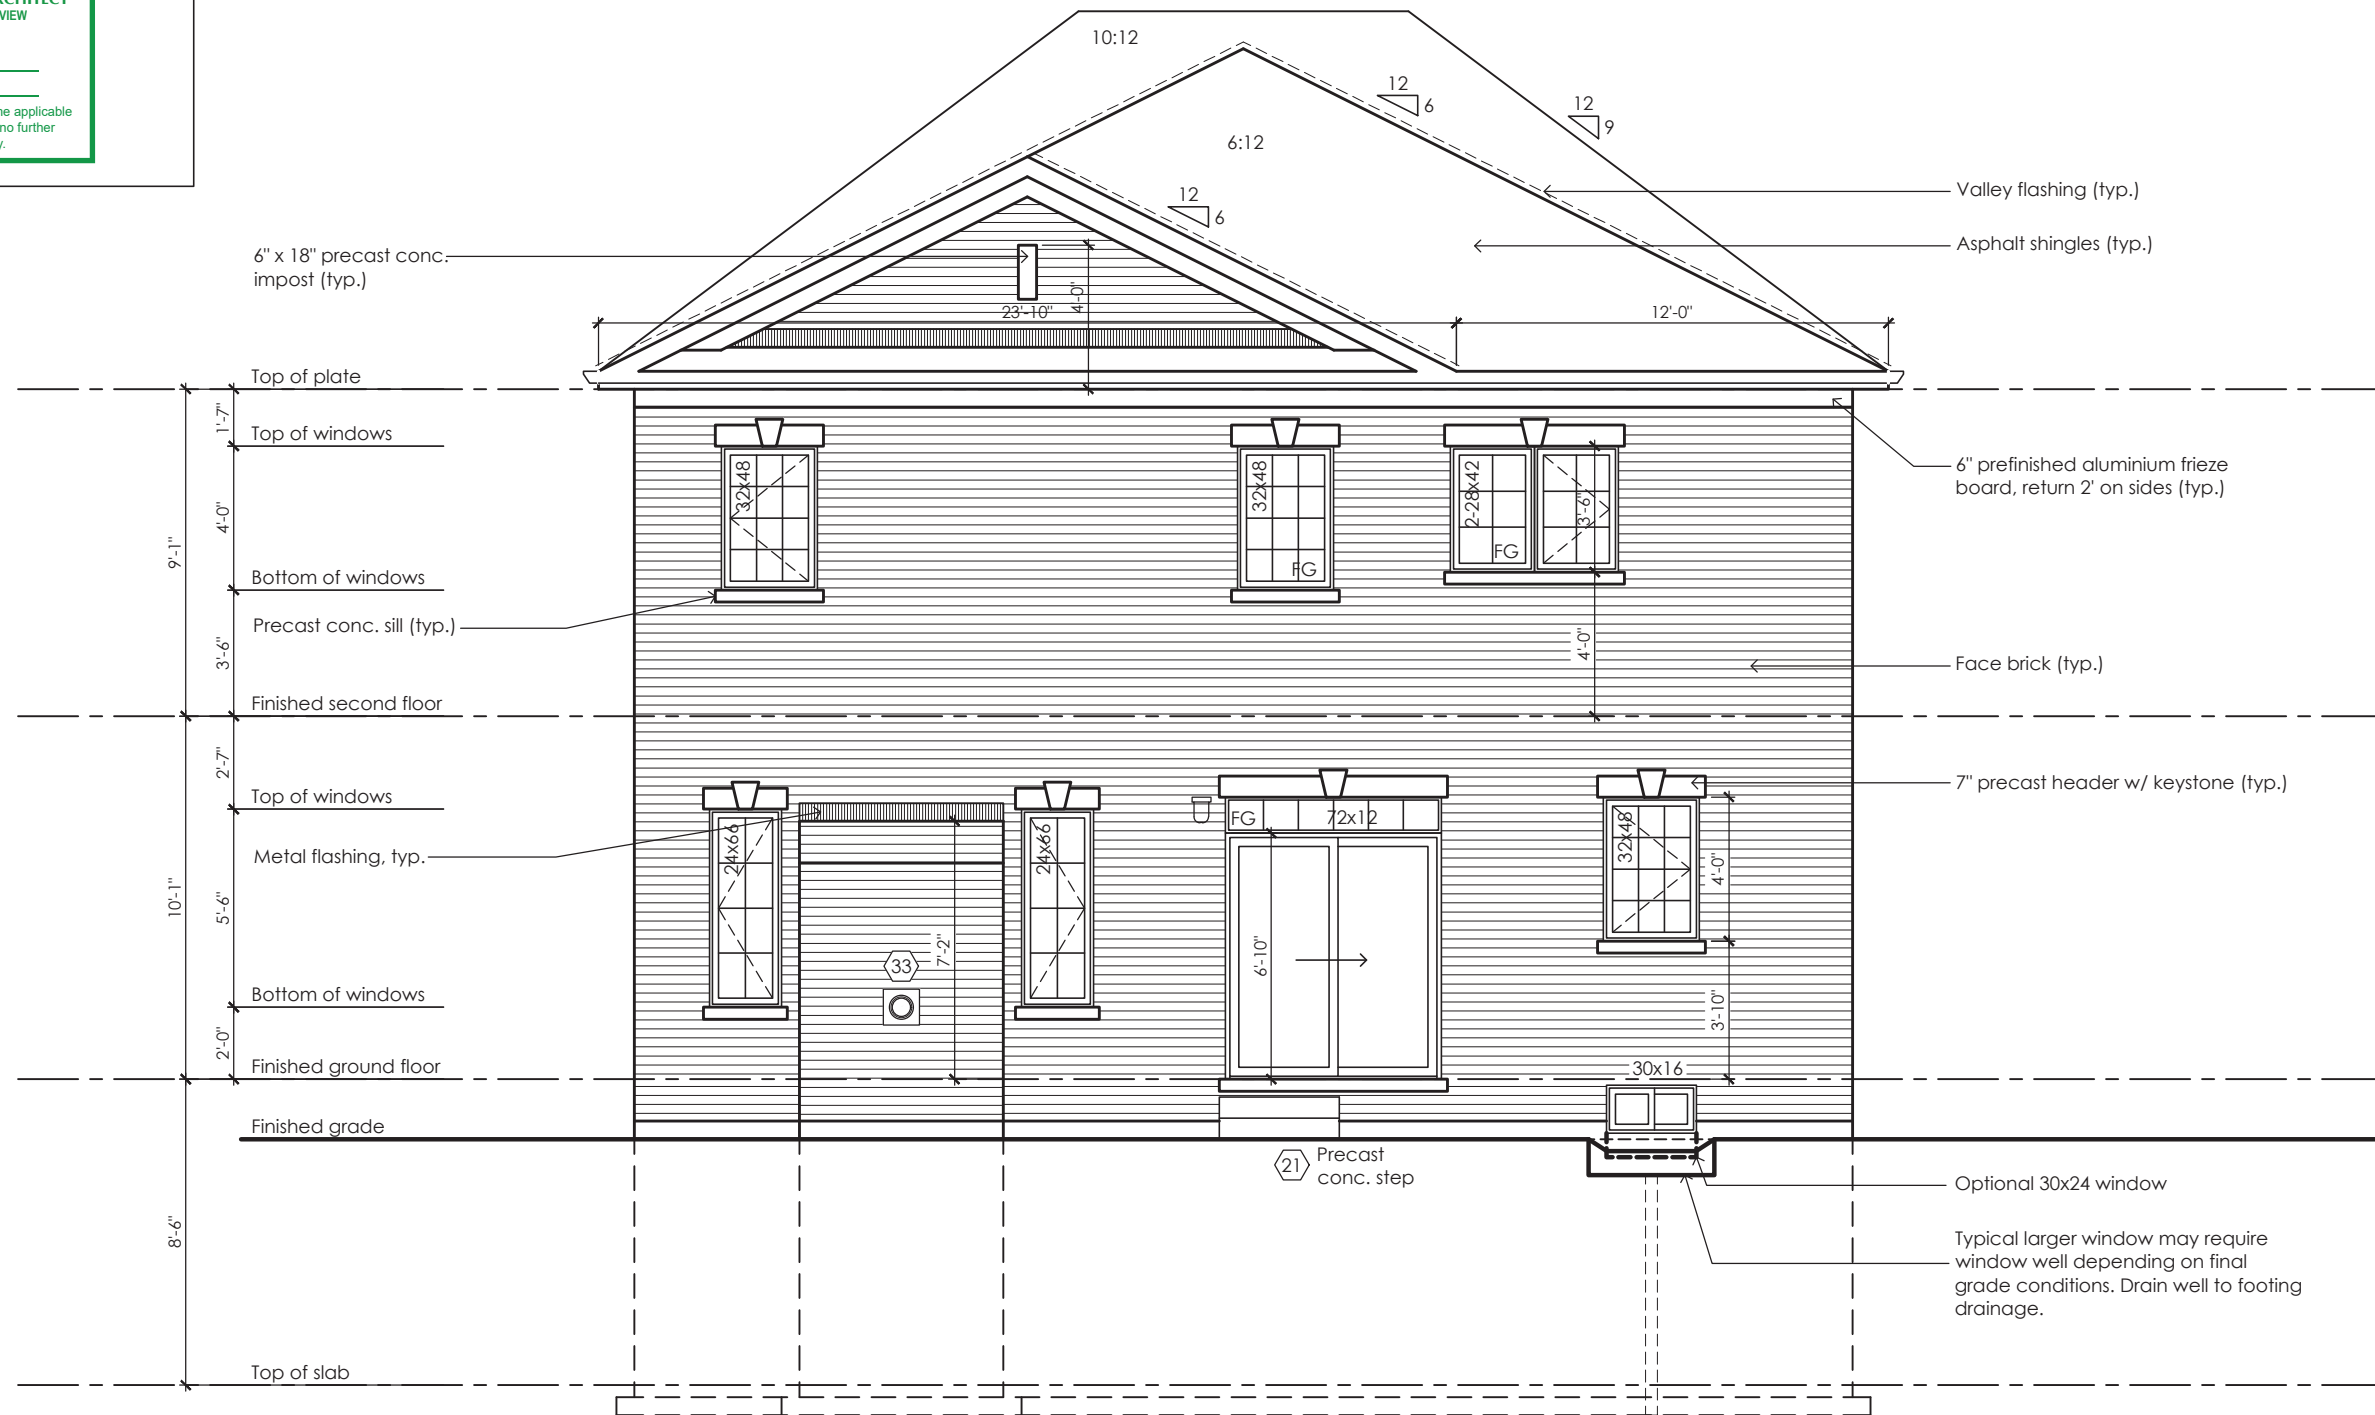 VIEW
ne applicable
no further
y.
10:12
12
6
12
9
6:12
12
6
Valley flashing (typ.)
Asphalt shingles (typ.)
6" x 18" precast conc.
impost (typ.)
4'-0"
23'-10"
12'-0"
Top of plate
1'-7"
Top of windows
32x48
32x48
2-28x42
3'-6"
6" prefinished aluminium frieze
board, return 2' on sides (typ.)
4'-0"
9'-1"
FG
FG
Bottom of windows
Precast conc. sill (typ.)
3'-6"
4'-0"
Face brick (typ.)
Finished second floor
2'-7"
Top of windows
7" precast header w/ keystone (typ.)
FG
72x12
24x66
24x66
32x48
Metal flashing, typ.
4'-0"
10'-1"
5'-6"
33
7'-2"
6'-10"
Bottom of windows
3'-10"
2'-0"
Finished ground floor
30x16
Finished grade
21
Precast
conc. step
Optional 30x24 window
8'-6"
Typical larger window may require
window well depending on final
grade conditions. Drain well to footing
drainage.
Top of slab